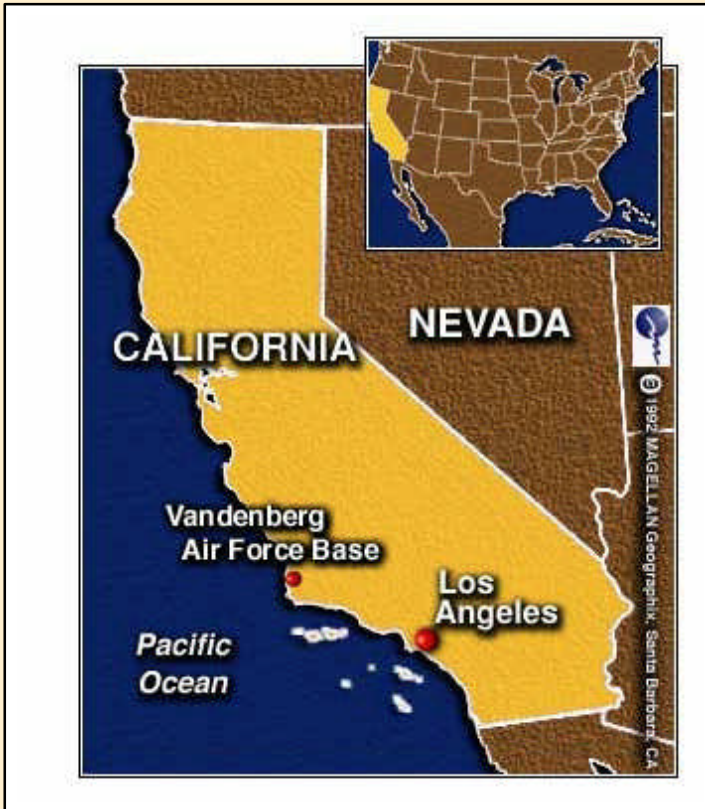 CALIFORNIA
NEVADA
Vandenberg
Air Force Base
Los
Angeles
Pacific
Ocean
© 1992 MAGELLAN Geographix, Santa Barbara, CA